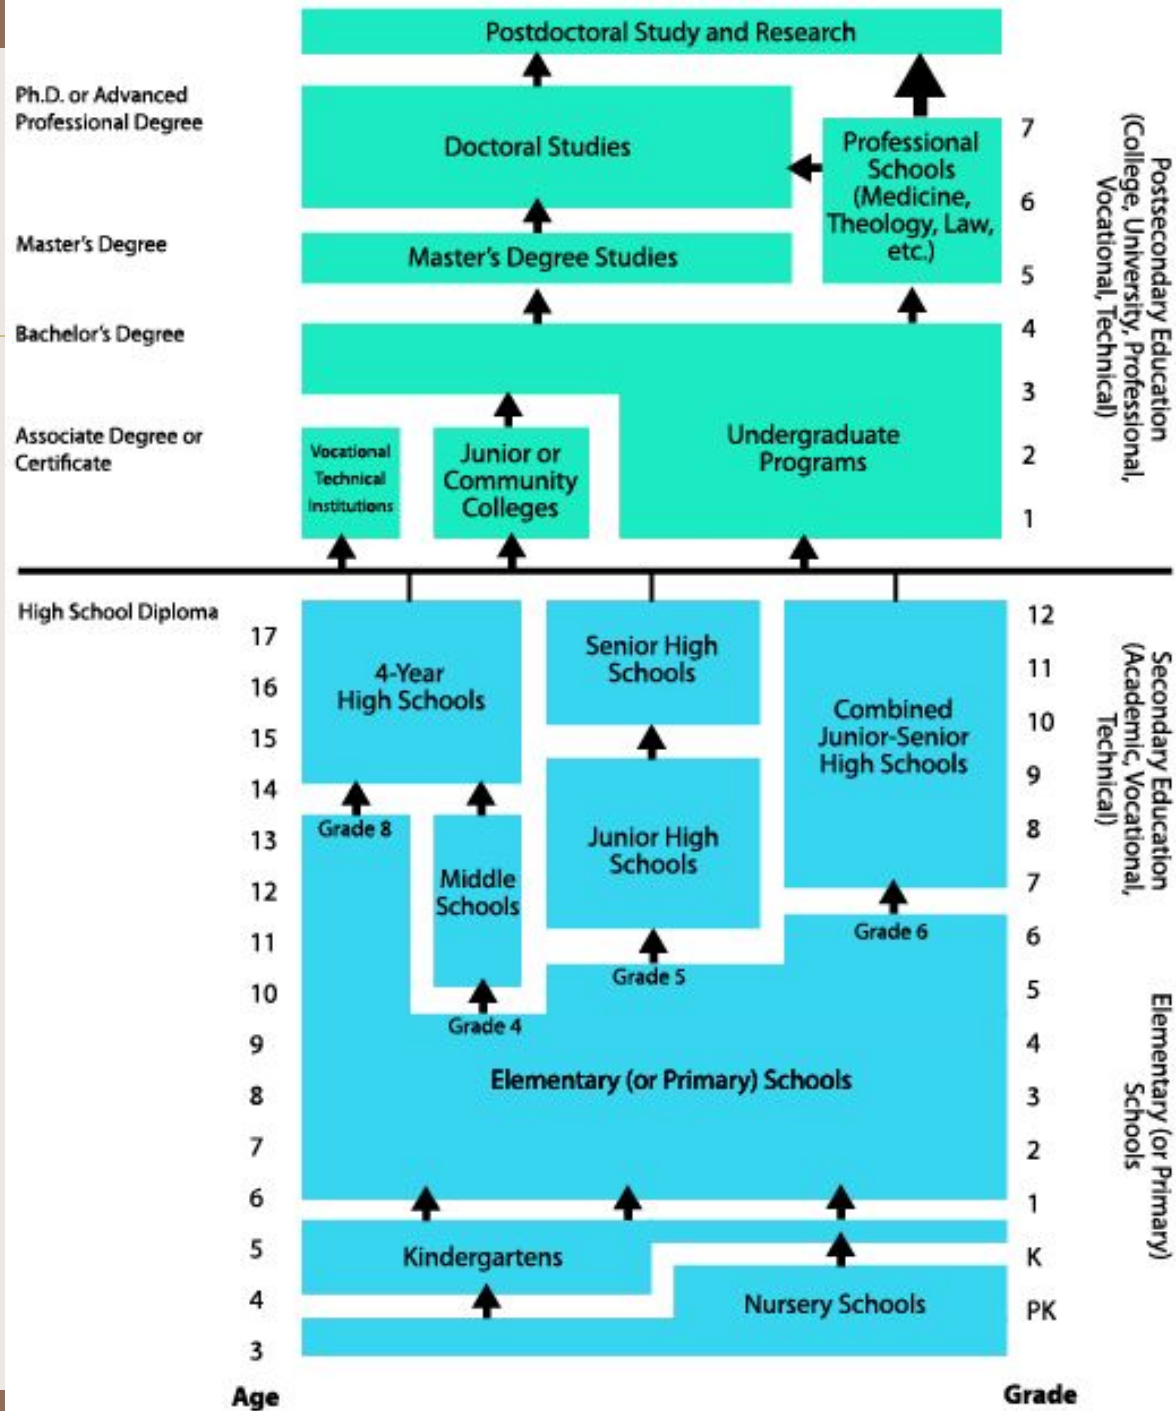 Postdoctoral Study and Research
Ph.D. or Advanced
Professional Degree
Doctoral Studies
Professional
Schools
(Medicine,
Theology, Law,
etc.)
7
6
5
Master's Degree
Master's Degree Studies
Bachelor's Degree
4
3
2
1
Associate Degree or
Certificate
Vocational
Technical
Institutions
Junior or
Community
Colleges
Undergraduate
Programs
Postsecondary Education
(College, University, Professional,
Vocational, Technical)
High School Diploma
17
16
15
14
13
12
11
10
9
8
7
6
5
4
3
Age
4-Year
High Schools
Senior High
Schools
Combined
Junior-Senior
High Schools
Grade 8
Middle
Schools
Junior High
Schools
Grade 6
Grade 5
Grade 4
Elementary (or Primary) Schools
Kindergartens
Nursery Schools
12
11
10
9
8
7
6
5
4
3
2
1
K
PK
Grade
Secondary Education
(Academic, Vocational,
Technical)
Elementary (or Primary)
Schools